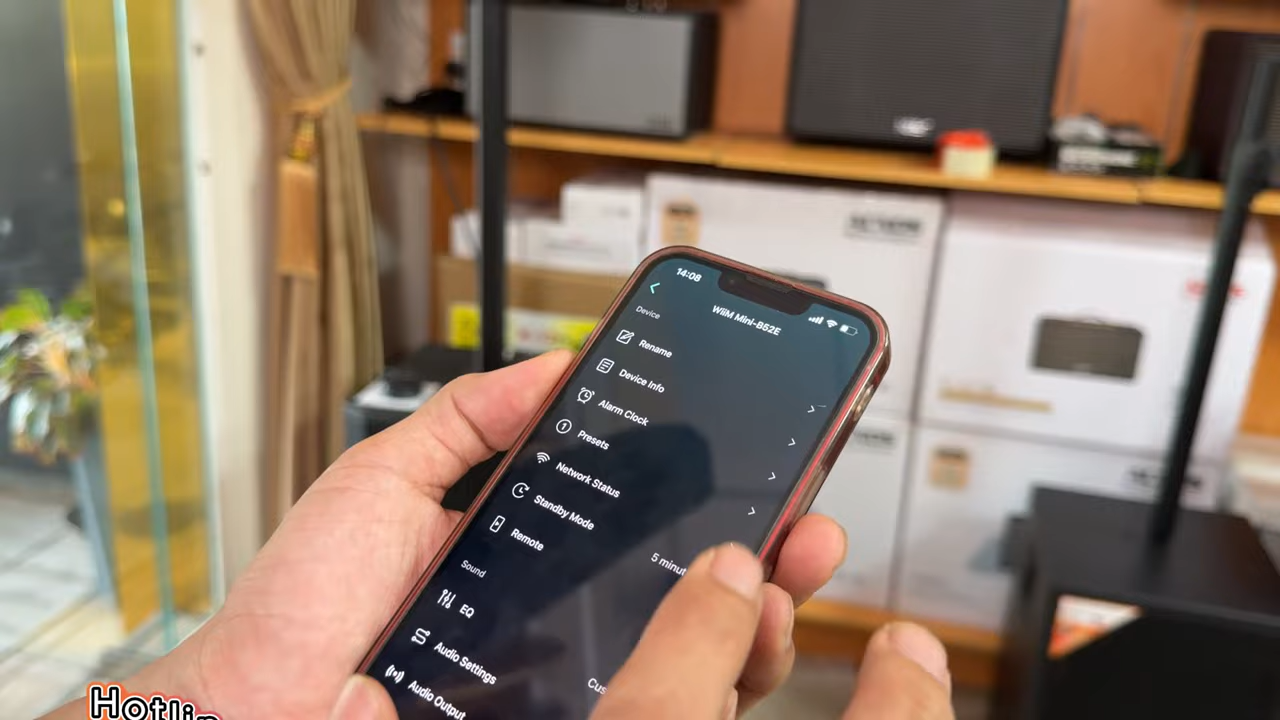 14:08
WiiM Mini-B52E
Device
Rename
Device Info
Alarm Clock
Presets
Network Status
Standby Mode
5 minut
Remote
Sound
EQ
Audio Settings
Cus
Audio Output
Hotlin